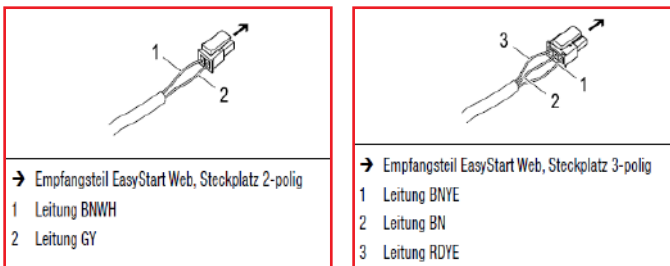 1
2
→ Empfangsteil EasyStart Web, Steckplatz 2-polig
1 Leitung BNWH
2 Leitung GY
3
1
2
→ Empfangsteil EasyStart Web, Steckplatz 3-polig
1 Leitung BNYE
2 Leitung BN
3 Leitung RDYE